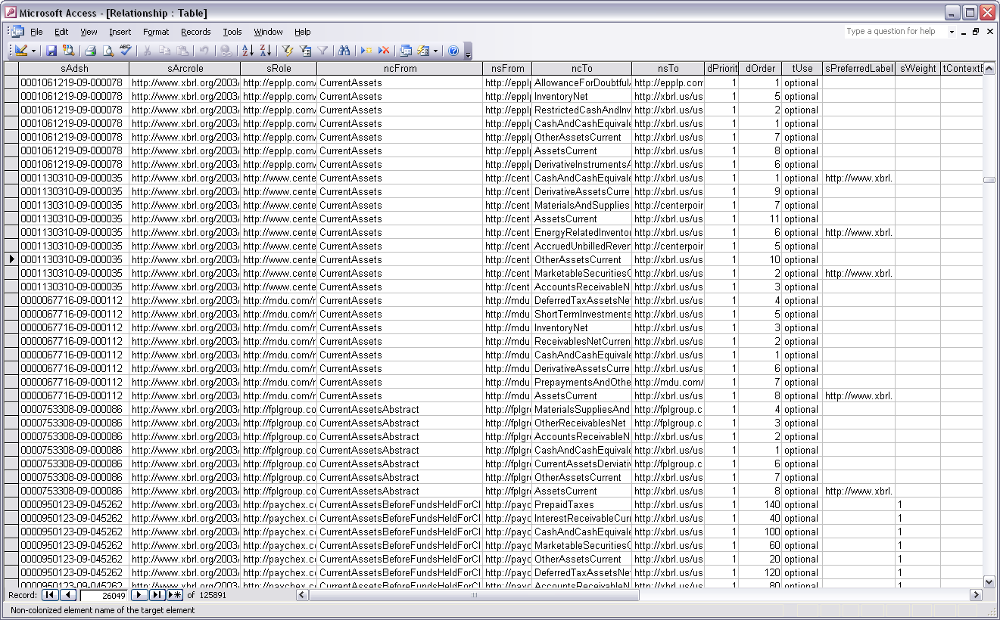 Microsoft Access - [Relationship : Table]
File Edit View Insert Format Records Tools Window Help Type a question for help
sAdsh sArcrole sRole ncFrom nsFrom ncTo nsTo dPriorit dOrder tUse sPreferredLabel sWeight tContextE
0001061219-09-000078 http://www.xbrl.org/2003/ http://epplp.com/ CurrentAssets http://eppl AllowanceForDoubtful http://epplp.com 1 1 optional
0001061219-09-000078 http://www.xbrl.org/2003/ http://epplp.com/ CurrentAssets http://eppl InventoryNet http://xbrl.us/us 1 5 optional
0001061219-09-000078 http://www.xbrl.org/2003/ http://epplp.com/ CurrentAssets http://eppl RestrictedCashAndInv http://xbrl.us/us 1 2 optional
0001061219-09-000078 http://www.xbrl.org/2003/ http://epplp.com/ CurrentAssets http://eppl CashAndCashEquivale http://xbrl.us/us 1 1 optional
0001061219-09-000078 http://www.xbrl.org/2003/ http://epplp.com/ CurrentAssets http://eppl OtherAssetsCurrent http://xbrl.us/us 1 7 optional
0001061219-09-000078 http://www.xbrl.org/2003/ http://epplp.com/ CurrentAssets http://eppl AssetsCurrent http://xbrl.us/us 1 8 optional
0001061219-09-000078 http://www.xbrl.org/2003/ http://epplp.com/ CurrentAssets http://eppl DerivativeInstrumentsA http://xbrl.us/us 1 6 optional
0001130310-09-000035 http://www.xbrl.org/2003/ http://www.cente CurrentAssets http://cent CashAndCashEquivale http://xbrl.us/us 1 1 optional http://www.xbrl.
0001130310-09-000035 http://www.xbrl.org/2003/ http://www.cente CurrentAssets http://cent DerivativeAssetsCurre http://xbrl.us/us 1 9 optional
0001130310-09-000035 http://www.xbrl.org/2003/ http://www.cente CurrentAssets http://cent MaterialsAndSupplies http://centerpoin 1 7 optional
0001130310-09-000035 http://www.xbrl.org/2003/ http://www.cente CurrentAssets http://cent AssetsCurrent http://xbrl.us/us 1 11 optional
0001130310-09-000035 http://www.xbrl.org/2003/ http://www.cente CurrentAssets http://cent EnergyRelatedInvento http://xbrl.us/us 1 6 optional http://www.xbrl.
0001130310-09-000035 http://www.xbrl.org/2003/ http://www.cente CurrentAssets http://cent AccruedUnbilledRever http://centerpoin 1 5 optional
0001130310-09-000035 http://www.xbrl.org/2003/ http://www.cente CurrentAssets http://cent OtherAssetsCurrent http://xbrl.us/us 1 10 optional
0001130310-09-000035 http://www.xbrl.org/2003/ http://www.cente CurrentAssets http://cent MarketableSecuritiesC http://xbrl.us/us 1 2 optional http://www.xbrl.
0001130310-09-000035 http://www.xbrl.org/2003/ http://www.cente CurrentAssets http://cent AccountsReceivableN http://xbrl.us/us 1 3 optional
0000067716-09-000112 http://www.xbrl.org/2003/ http://mdu.com/r CurrentAssets http://mdu DeferredTaxAssetsNe http://xbrl.us/us 1 4 optional
0000067716-09-000112 http://www.xbrl.org/2003/ http://mdu.com/r CurrentAssets http://mdu ShortTermInvestments http://xbrl.us/us 1 5 optional
0000067716-09-000112 http://www.xbrl.org/2003/ http://mdu.com/r CurrentAssets http://mdu InventoryNet http://xbrl.us/us 1 3 optional
0000067716-09-000112 http://www.xbrl.org/2003/ http://mdu.com/r CurrentAssets http://mdu ReceivablesNetCurren http://xbrl.us/us 1 2 optional
0000067716-09-000112 http://www.xbrl.org/2003/ http://mdu.com/r CurrentAssets http://mdu CashAndCashEquivale http://xbrl.us/us 1 1 optional
0000067716-09-000112 http://www.xbrl.org/2003/ http://mdu.com/r CurrentAssets http://mdu DerivativeAssetsCurre http://xbrl.us/us 1 6 optional
0000067716-09-000112 http://www.xbrl.org/2003/ http://mdu.com/r CurrentAssets http://mdu PrepaymentsAndOthe http://mdu.com/ 1 7 optional
0000067716-09-000112 http://www.xbrl.org/2003/ http://mdu.com/r CurrentAssets http://mdu AssetsCurrent http://xbrl.us/us 1 8 optional http://www.xbrl.
0000753308-09-000086 http://www.xbrl.org/2003/ http://fplgroup.co CurrentAssetsAbstract http://fplgr MaterialsSuppliesAnd http://fplgroup.c 1 4 optional
0000753308-09-000086 http://www.xbrl.org/2003/ http://fplgroup.co CurrentAssetsAbstract http://fplgr OtherReceivablesNet http://fplgroup.c 1 3 optional
0000753308-09-000086 http://www.xbrl.org/2003/ http://fplgroup.co CurrentAssetsAbstract http://fplgr AccountsReceivableN http://xbrl.us/us 1 2 optional
0000753308-09-000086 http://www.xbrl.org/2003/ http://fplgroup.co CurrentAssetsAbstract http://fplgr CashAndCashEquivale http://xbrl.us/us 1 1 optional
0000753308-09-000086 http://www.xbrl.org/2003/ http://fplgroup.co CurrentAssetsAbstract http://fplgr CurrentAssetsDerviati http://fplgroup.c 1 6 optional
0000753308-09-000086 http://www.xbrl.org/2003/ http://fplgroup.co CurrentAssetsAbstract http://fplgr OtherAssetsCurrent http://xbrl.us/us 1 7 optional
0000753308-09-000086 http://www.xbrl.org/2003/ http://fplgroup.co CurrentAssetsAbstract http://fplgr AssetsCurrent http://xbrl.us/us 1 8 optional http://www.xbrl.
0000950123-09-045262 http://www.xbrl.org/2003/ http://paychex.c CurrentAssetsBeforeFundsHeldForCl http://payc PrepaidTaxes http://xbrl.us/us 1 140 optional 1
0000950123-09-045262 http://www.xbrl.org/2003/ http://paychex.c CurrentAssetsBeforeFundsHeldForCl http://payc InterestReceivableCur http://xbrl.us/us 1 40 optional 1
0000950123-09-045262 http://www.xbrl.org/2003/ http://paychex.c CurrentAssetsBeforeFundsHeldForCl http://payc CashAndCashEquivale http://xbrl.us/us 1 100 optional 1
0000950123-09-045262 http://www.xbrl.org/2003/ http://paychex.c CurrentAssetsBeforeFundsHeldForCl http://payc MarketableSecuritiesC http://xbrl.us/us 1 60 optional 1
0000950123-09-045262 http://www.xbrl.org/2003/ http://paychex.c CurrentAssetsBeforeFundsHeldForCl http://payc OtherAssetsCurrent http://xbrl.us/us 1 20 optional 1
0000950123-09-045262 http://www.xbrl.org/2003/ http://paychex.c CurrentAssetsBeforeFundsHeldForCl http://payc DeferredTaxAssetsNe http://xbrl.us/us 1 120 optional 1
0000950123-09-045262 http://www.xbrl.org/2003/ http://paychex.c CurrentAssetsBeforeFundsHeldForCl http://payc AccountsReceivableN http://xbrl.us/us 1 80 optional 1
Record: 26049 of 125891
Non-colonized element name of the target element